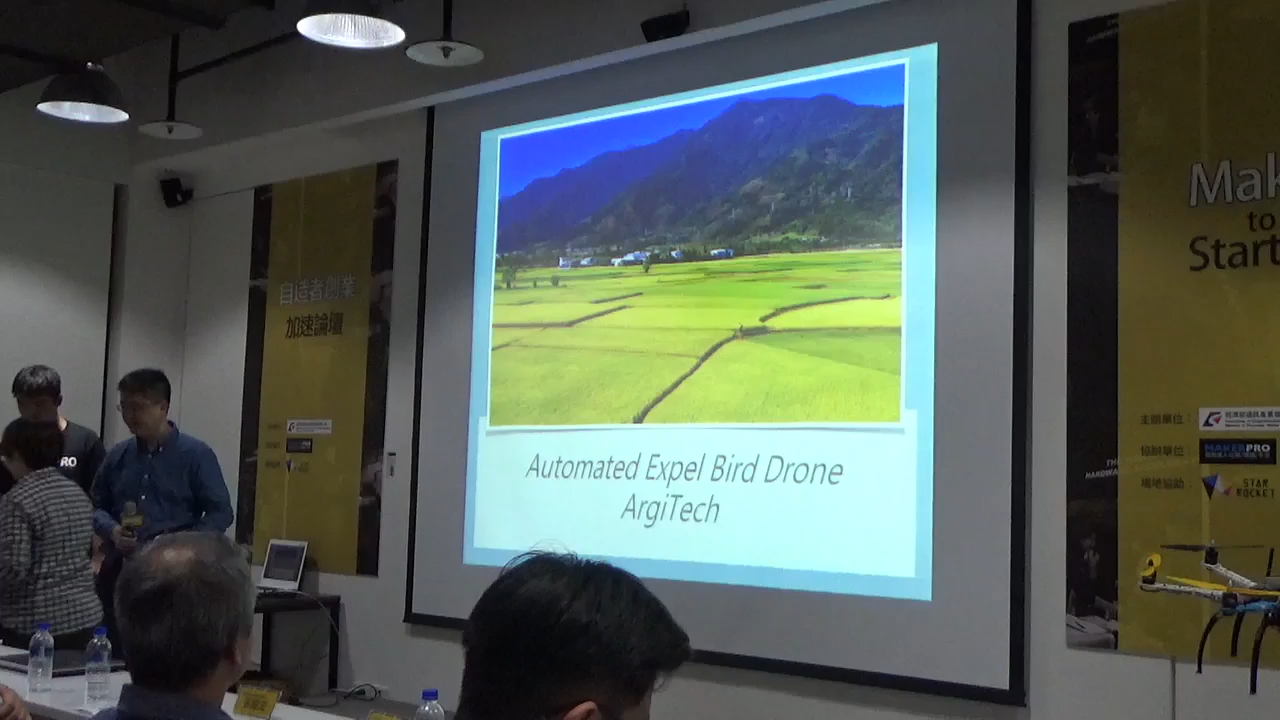 自造者創業
加速論壇
RO
Automated Expel Bird Drone
ArgiTech
Mak
to
Start
主辦單位：
協辦單位：
MAKERPRO
場地協助：
STAR
ROCKET